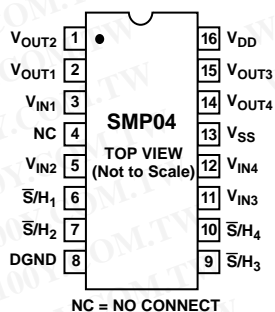 VOUT2 1
VOUT1 2
VIN1 3
NC 4
VIN2 5
S̅/H1 6
S̅/H2 7
DGND 8
SMP04
TOP VIEW
(Not to Scale)
16 VDD
15 VOUT3
14 VOUT4
13 VSS
12 VIN4
11 VIN3
10 S̅/H4
9 S̅/H3
NC = NO CONNECT